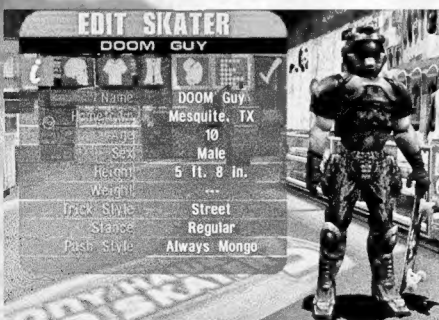 EDIT SKATER
DOOM GUY
Name DOOM Guy
Hometown Mesquite, TX
Age 10
Sex Male
Height 5 ft. 8 in.
Weight ---
Trick Style Street
Stance Regular
Push Style Always Mongo